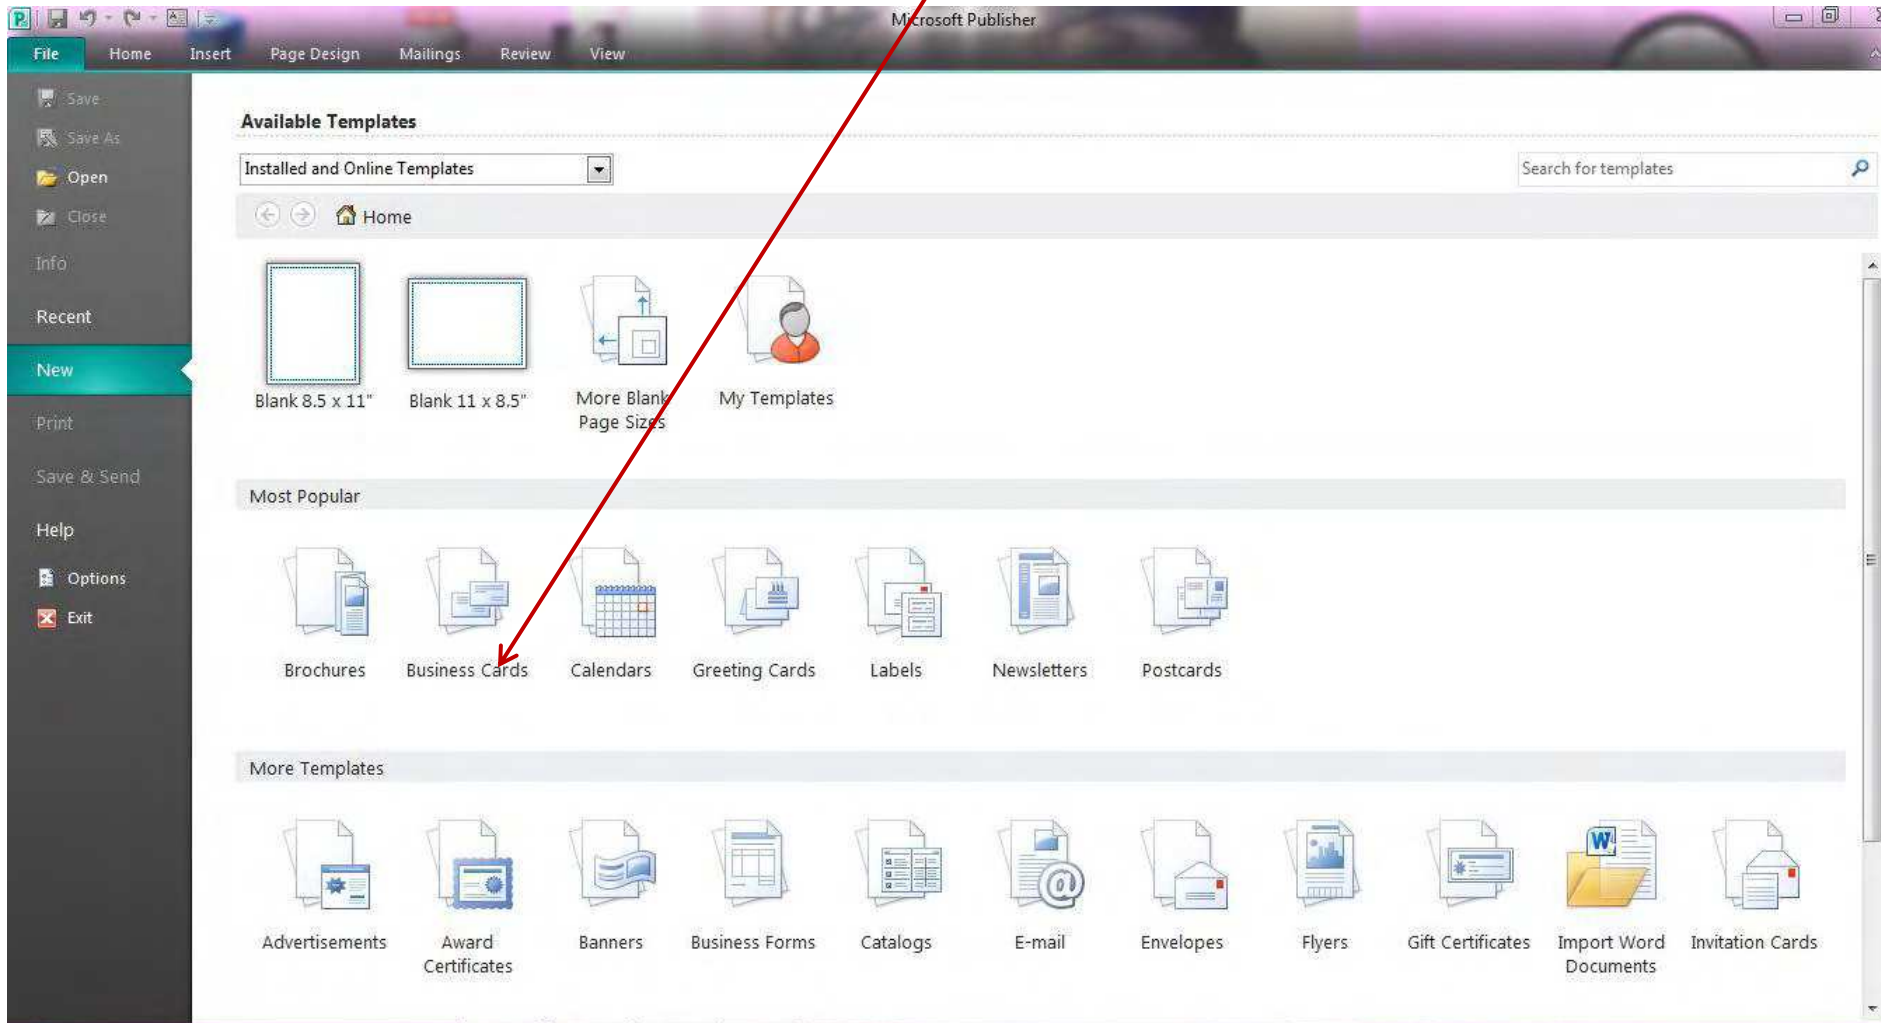 Microsoft Publisher
File Home Insert Page Design Mailings Review View
Save
Save As
Open
Close
Info
Recent
New
Print
Save & Send
Help
Options
Exit
Available Templates
Installed and Online Templates
Search for templates
Home
Blank 8.5 x 11"
Blank 11 x 8.5"
More Blank
Page Sizes
My Templates
Most Popular
Brochures
Business Cards
Calendars
Greeting Cards
Labels
Newsletters
Postcards
More Templates
Advertisements
Award
Certificates
Banners
Business Forms
Catalogs
E-mail
Envelopes
Flyers
Gift Certificates
Import Word
Documents
Invitation Cards